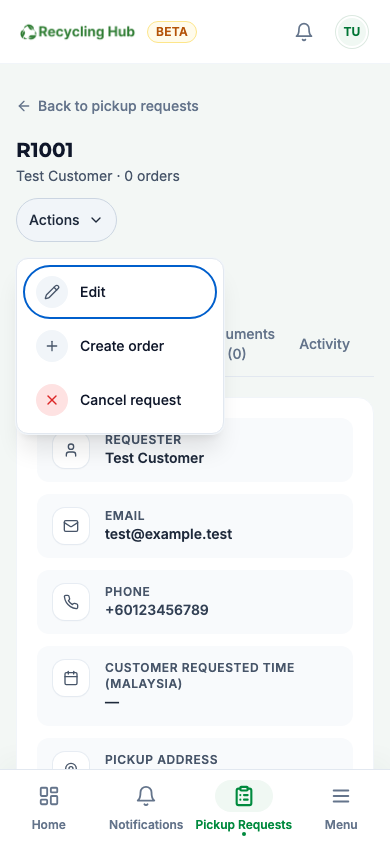 Recycling Hub BETA TU
Back to pickup requests
R1001
Test Customer · 0 orders
Actions
Edit
Create order
Cancel request
uments
(0)
Activity
REQUESTER
Test Customer
EMAIL
test@example.test
PHONE
+60123456789
CUSTOMER REQUESTED TIME
(MALAYSIA)
—
PICKUP ADDRESS
Home Notifications Pickup Requests Menu